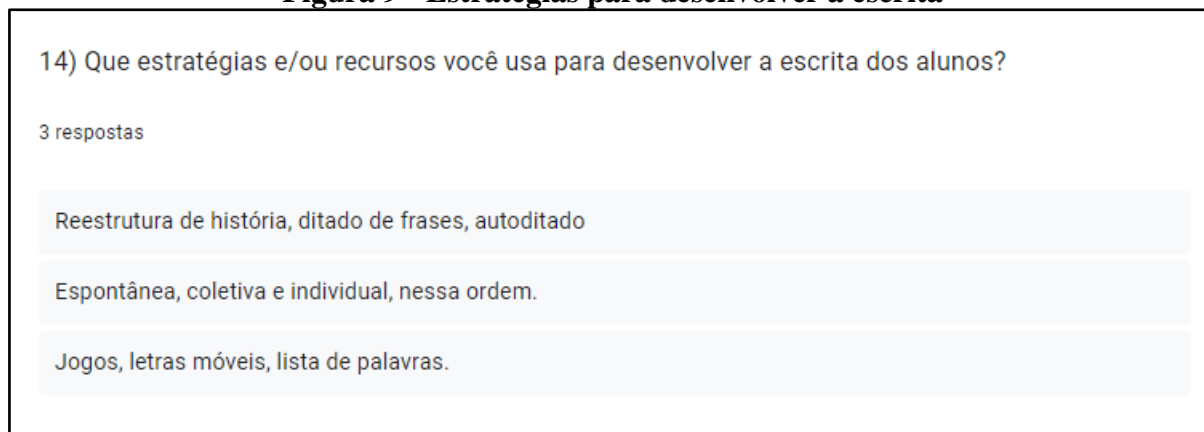 Figura 9 - Estratégias para desenvolver a escrita
14) Que estratégias e/ou recursos você usa para desenvolver a escrita dos alunos?
3 respostas
Reestrutura de história, ditado de frases, autoditado
Espontânea, coletiva e individual, nessa ordem.
Jogos, letras móveis, lista de palavras.